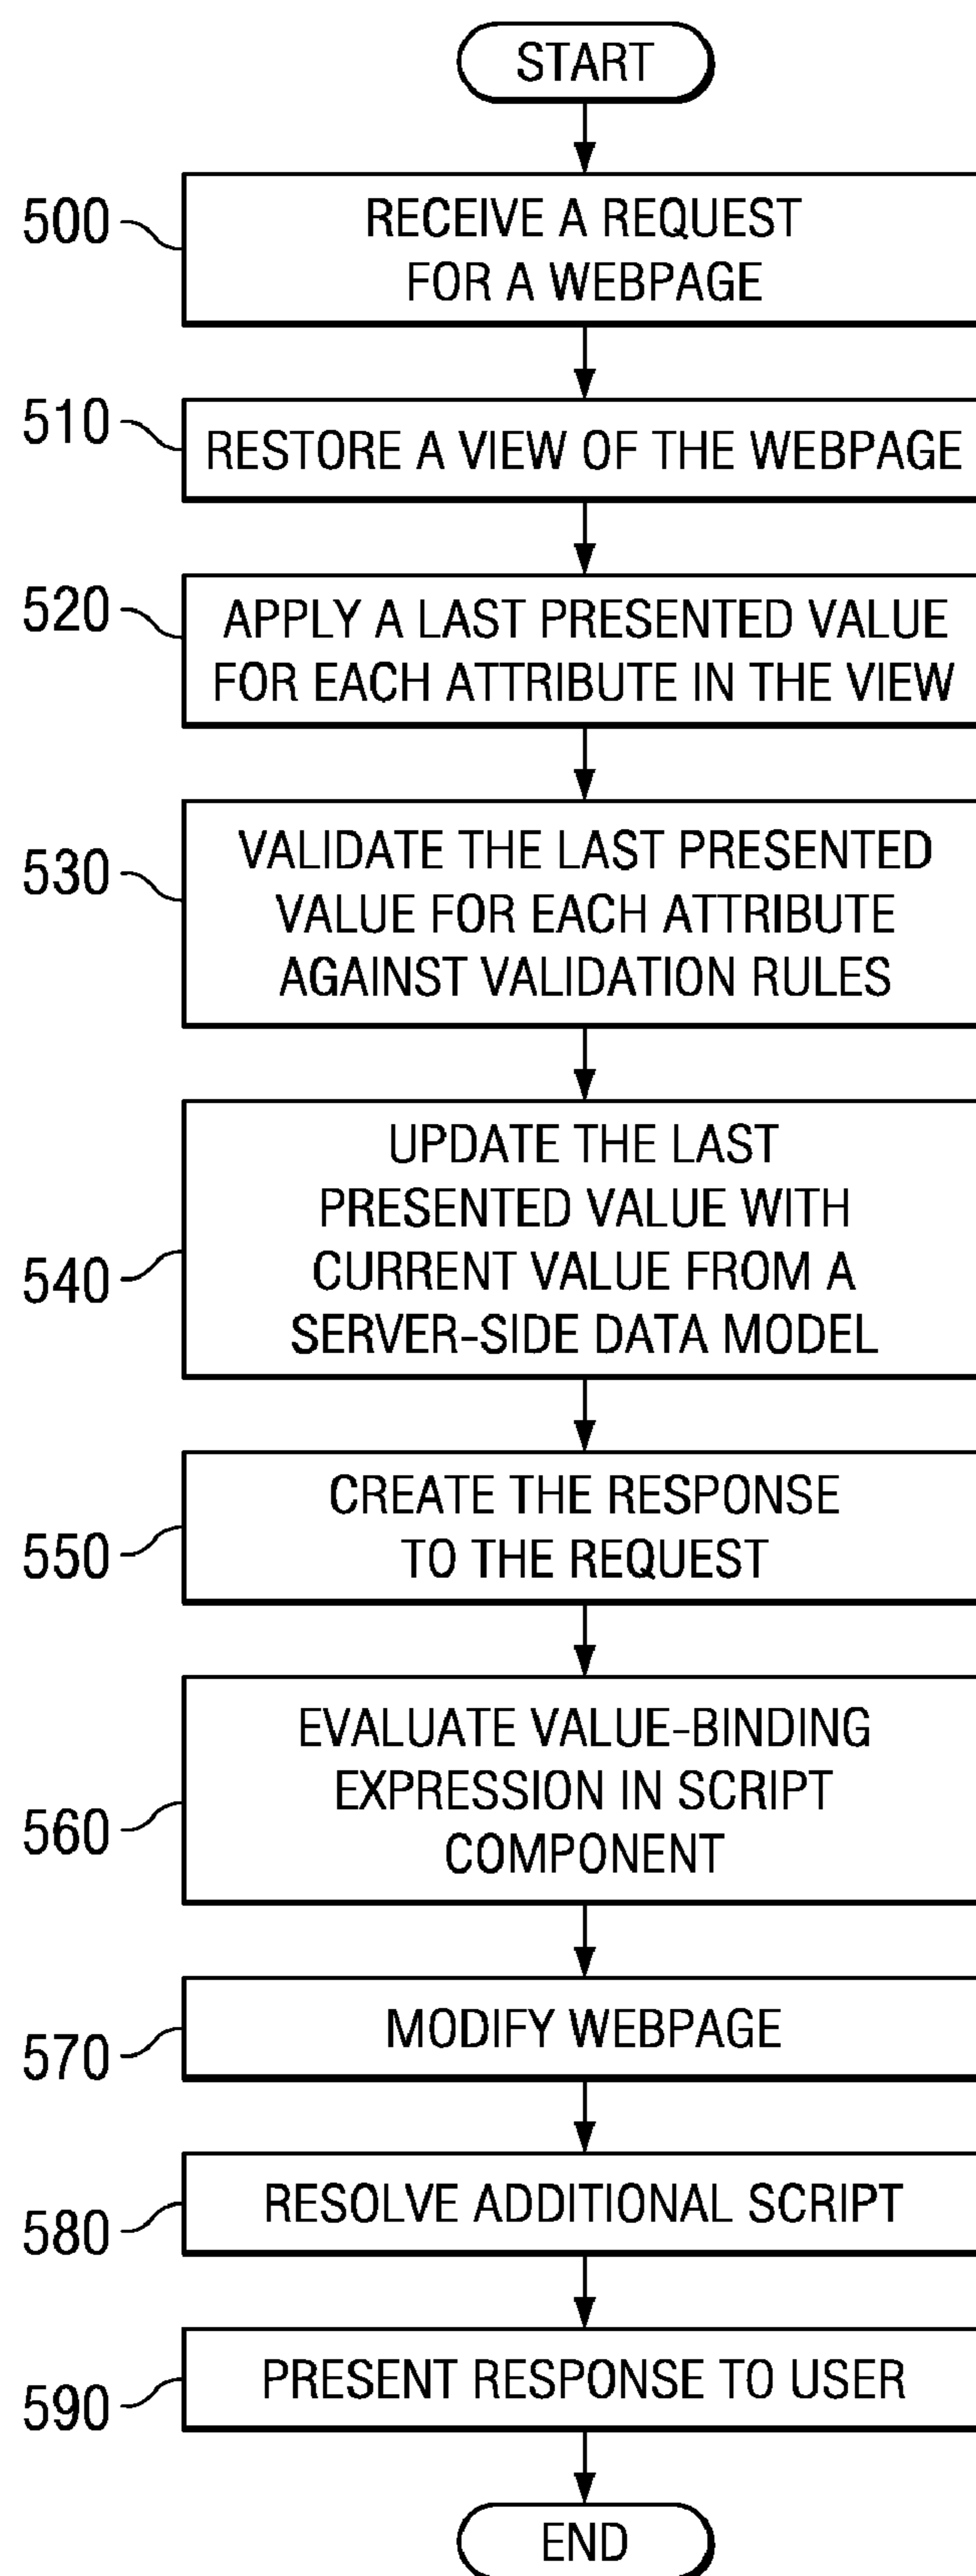 START
500
RECEIVE A REQUEST
FOR A WEBPAGE
510
RESTORE A VIEW OF THE WEBPAGE
520
APPLY A LAST PRESENTED VALUE
FOR EACH ATTRIBUTE IN THE VIEW
530
VALIDATE THE LAST PRESENTED
VALUE FOR EACH ATTRIBUTE
AGAINST VALIDATION RULES
540
UPDATE THE LAST
PRESENTED VALUE WITH
CURRENT VALUE FROM A
SERVER-SIDE DATA MODEL
550
CREATE THE RESPONSE
TO THE REQUEST
560
EVALUATE VALUE-BINDING
EXPRESSION IN SCRIPT
COMPONENT
570
MODIFY WEBPAGE
580
RESOLVE ADDITIONAL SCRIPT
590
PRESENT RESPONSE TO USER
END